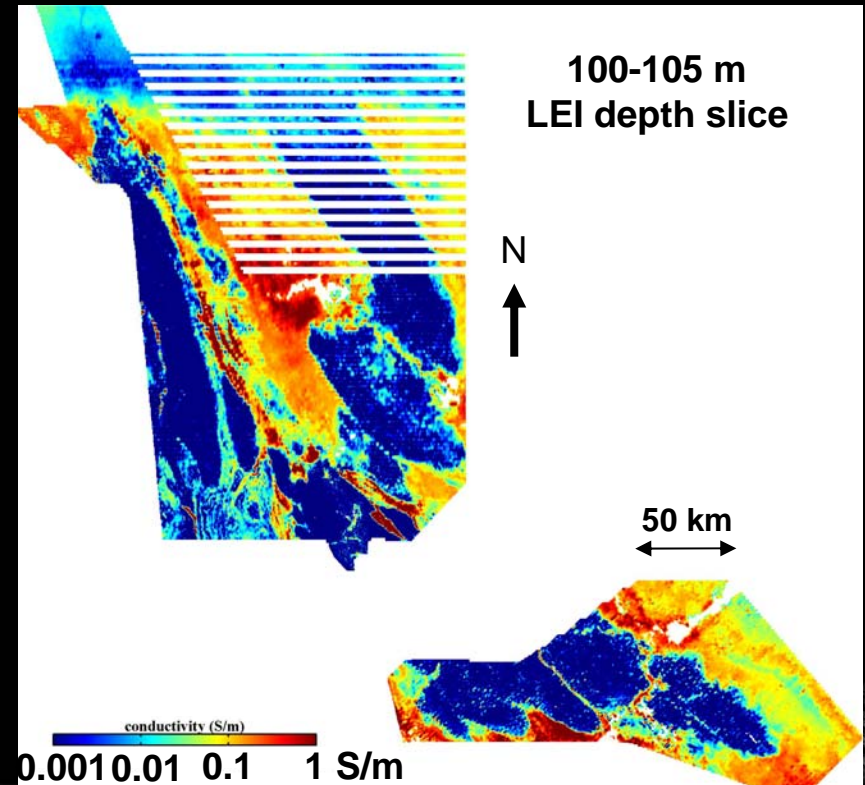 100-105 m
LEI depth slice
N
50 km
conductivity (S/m)
0.001 0.01 0.1 1 S/m